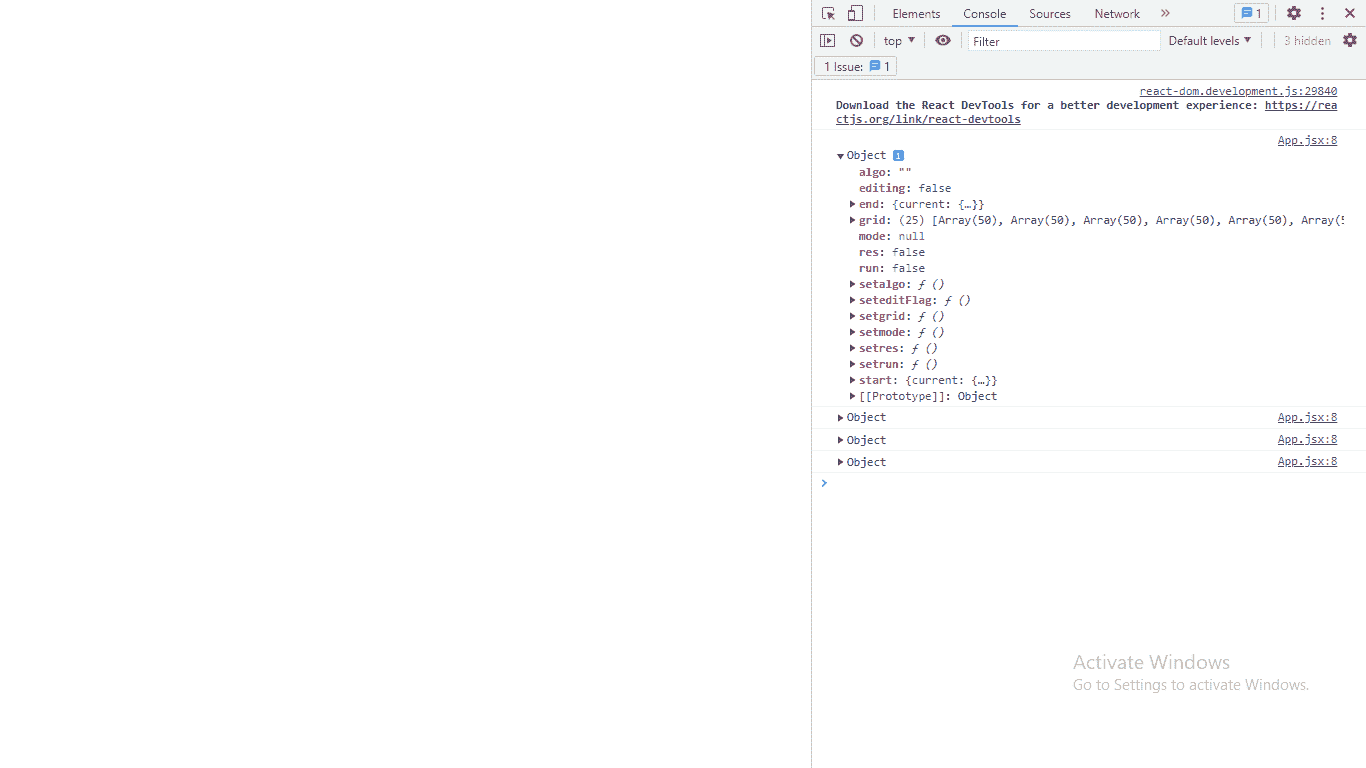 Elements Console Sources Network » 1
top ▼ Filter Default levels ▼ 3 hidden
1 Issue: 1
react-dom.development.js:29840
Download the React DevTools for a better development experience: https://rea
ctjs.org/link/react-devtools
App.jsx:8
▼Object i
algo: ""
editing: false
▶end: {current: {…}}
▶grid: (25) [Array(50), Array(50), Array(50), Array(50), Array(50), Array(5
mode: null
res: false
run: false
▶setalgo: ƒ ()
▶seteditFlag: ƒ ()
▶setgrid: ƒ ()
▶setmode: ƒ ()
▶setres: ƒ ()
▶setrun: ƒ ()
▶start: {current: {…}}
▶[[Prototype]]: Object
▶Object App.jsx:8
▶Object App.jsx:8
▶Object App.jsx:8
>
Activate Windows
Go to Settings to activate Windows.